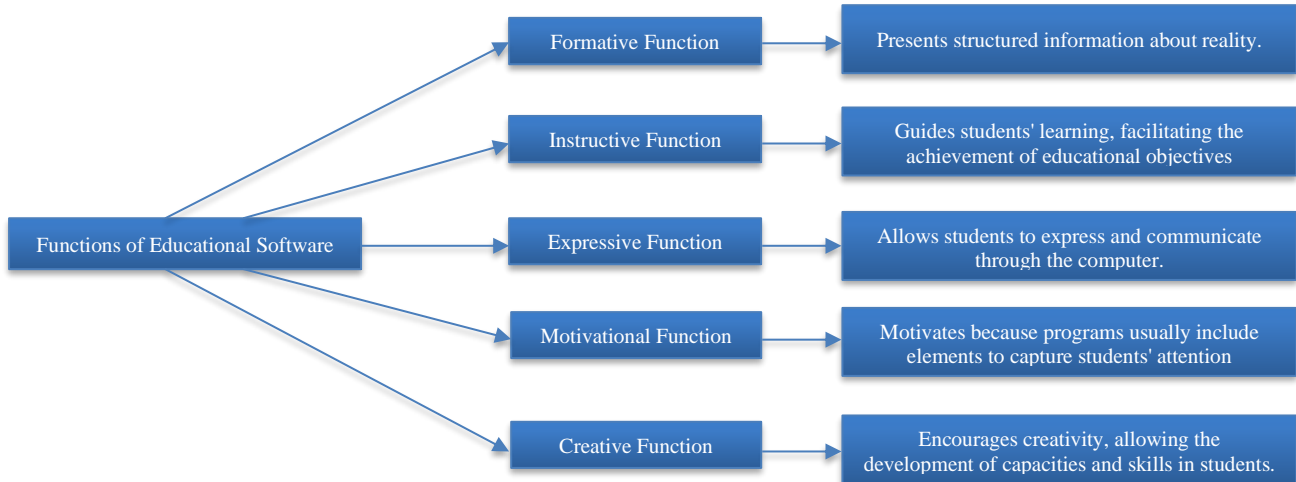 Formative Function
Presents structured information about reality.
Instructive Function
Guides students' learning, facilitating the
achievement of educational objectives
Functions of Educational Software
Expressive Function
Allows students to express and communicate
through the computer.
Motivational Function
Motivates because programs usually include
elements to capture students' attention
Creative Function
Encourages creativity, allowing the
development of capacities and skills in students.